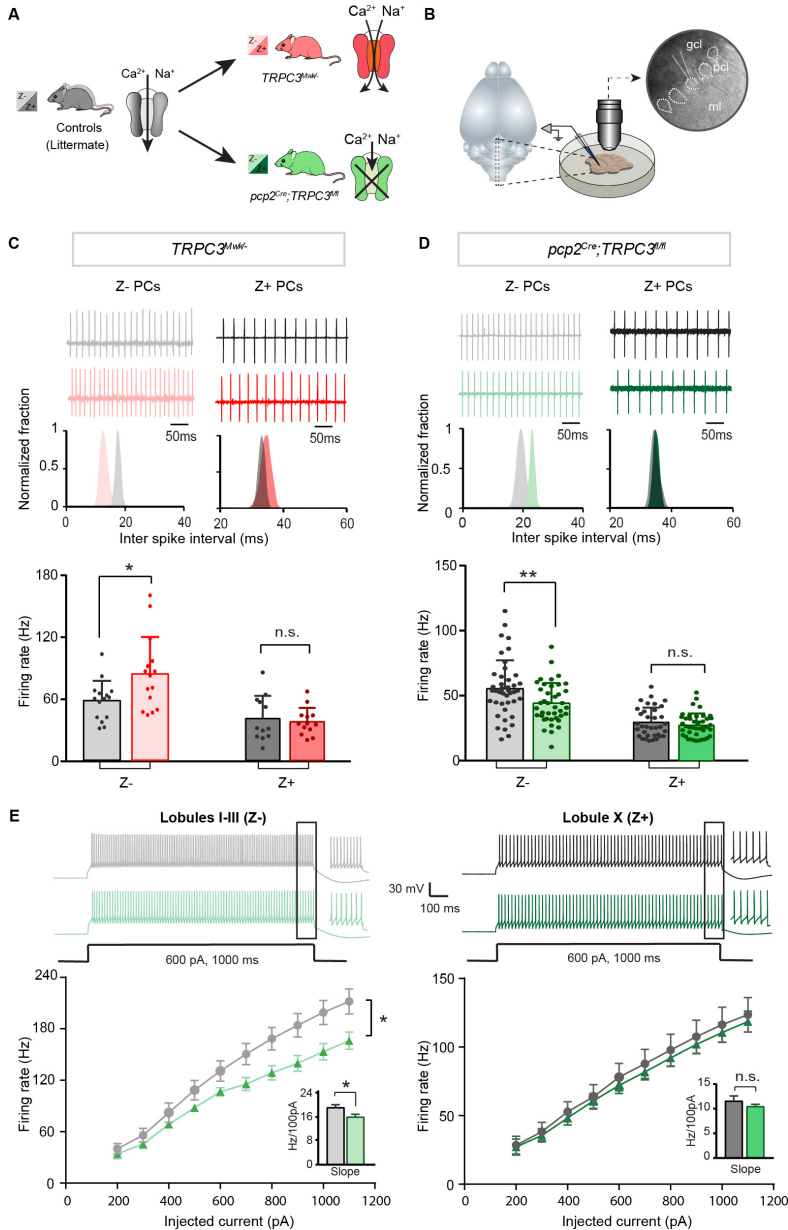 A
Ca²⁺ Na⁺
Z-
Z+
Controls
(Littermate)
Z-
Z+
TRPC3ᴹʷᵏ/⁻
Ca²⁺ Na⁺
Z-
Z+
pcp2ᶜʳᵉ;TRPC3ᶠˡ/ᶠˡ
Ca²⁺ Na⁺
B
gcl
pcl
ml
C
TRPC3ᴹʷᵏ/⁻
Z- PCs Z+ PCs
50ms 50ms
Normalized fraction
1
0.5
0
0 20 40
20 40 60
Inter spike interval (ms)
Firing rate (Hz)
180
120
60
0
*
n.s.
Z- Z+
D
pcp2ᶜʳᵉ;TRPC3ᶠˡ/ᶠˡ
Z- PCs Z+ PCs
50ms 50ms
Normalized fraction
1
0.5
0
0 20 40
20 40 60
Inter spike interval (ms)
Firing rate (Hz)
150
100
50
0
**
n.s.
Z- Z+
E
Lobules I-III (Z-)
600 pA, 1000 ms
30 mV
100 ms
Firing rate (Hz)
240
180
120
60
0
*
Hz/100pA
24
16
8
0
*
Slope
0 200 400 600 800 1000 1200
Injected current (pA)
Lobule X (Z+)
600 pA, 1000 ms
Firing rate (Hz)
150
100
50
0
Hz/100pA
15
10
5
0
n.s.
Slope
0 200 400 600 800 1000 1200
Injected current (pA)